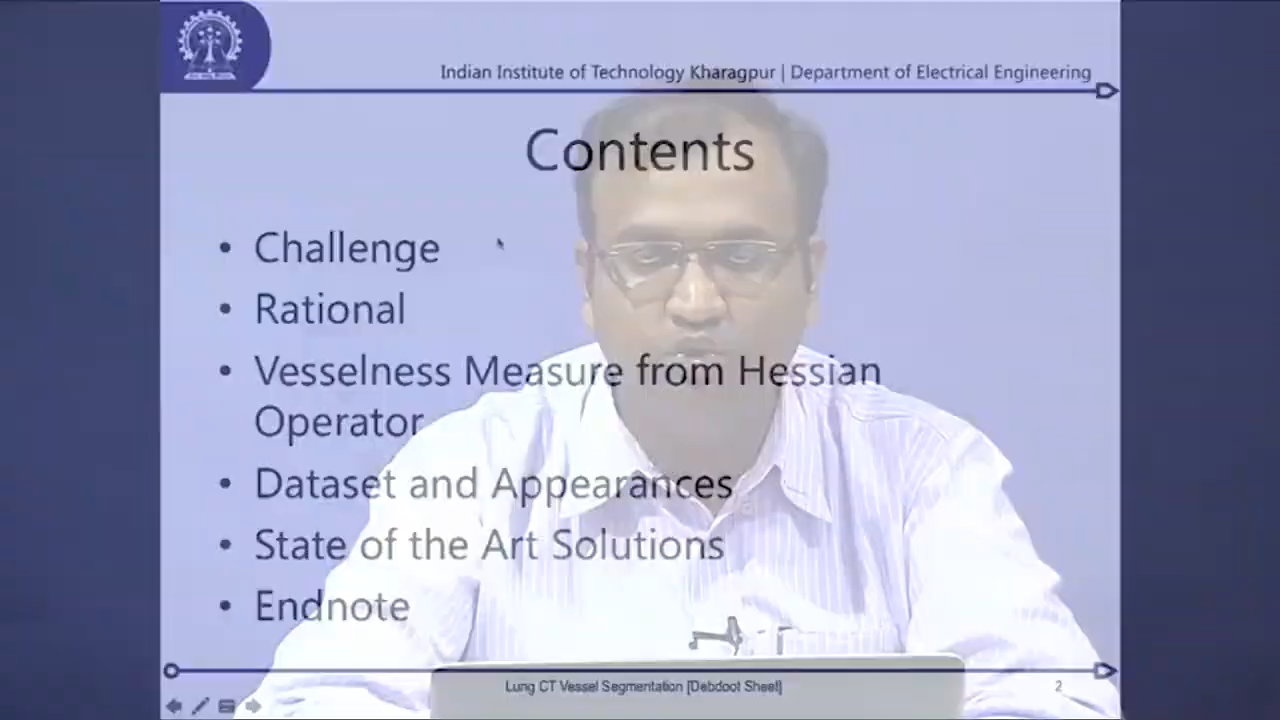 Indian Institute of Technology Kharagpur | Department of Electrical Engineering
Contents
• Challenge
• Rational
• Vesselness Measure from Hessian
Operator
• Dataset and Appearances
• State of the Art Solutions
• Endnote
Lung CT Vessel Segmentation [Debdoot Sheet]
2